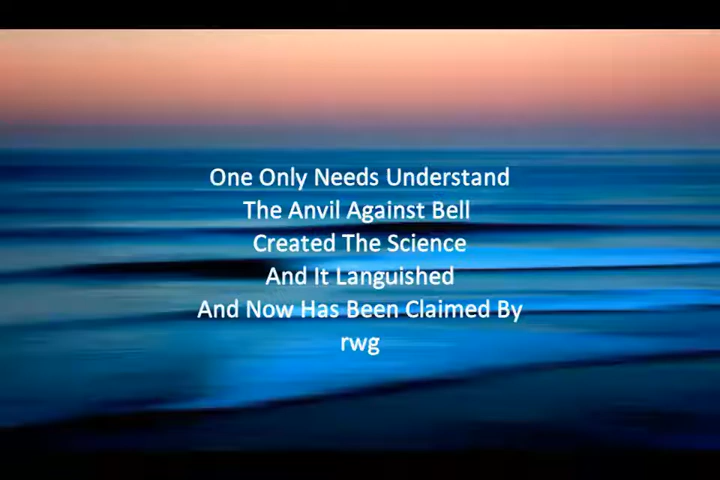 One Only Needs Understand
The Anvil Against Bell
Created The Science
And It Languished
And Now Has Been Claimed By
rwg